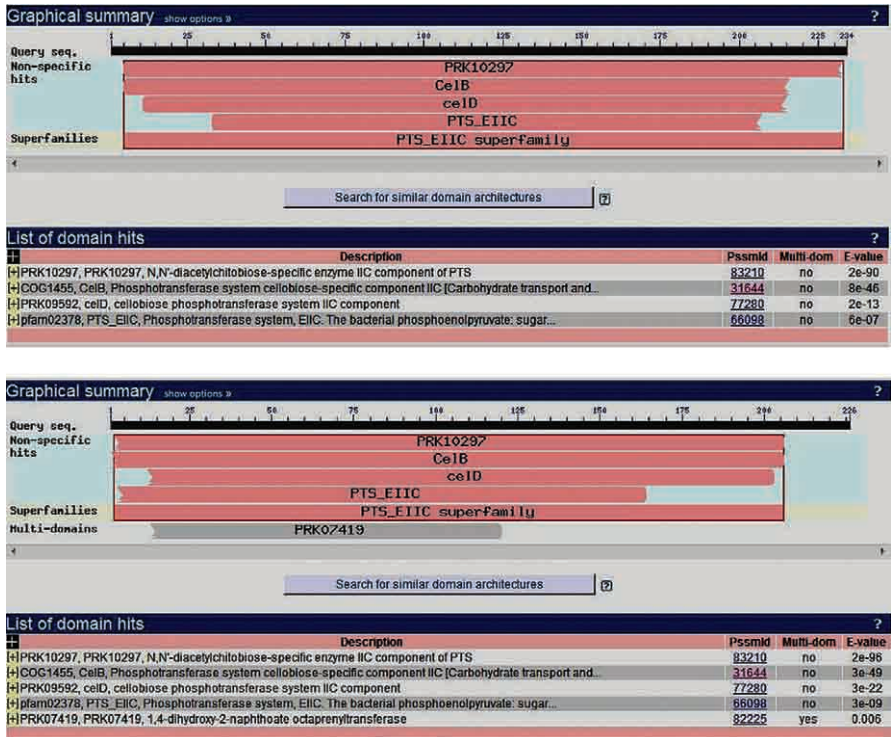 Graphical summary show options » ?
1 25 50 75 100 125 150 175 200 225 234
Query seq.
Non-specific hits
PRK10297
CelB
celD
PTS_EIIC
Superfamilies
PTS_EIIC superfamily
Search for similar domain architectures ?
List of domain hits ?
+ Description PssmId Multi-dom E-value
[+]PRK10297, PRK10297, N,N'-diacetylchitobiose-specific enzyme IIC component of PTS 83210 no 2e-90
[+]COG1455, CelB, Phosphotransferase system cellobiose-specific component IIC [Carbohydrate transport and... 31644 no 8e-46
[+]PRK09592, celD, cellobiose phosphotransferase system IIC component 77280 no 2e-13
[+]pfam02378, PTS_EIIC, Phosphotransferase system, EIIC. The bacterial phosphoenolpyruvate: sugar... 66098 no 6e-07
Graphical summary show options » ?
1 25 50 75 100 125 150 175 200 226
Query seq.
Non-specific hits
PRK10297
CelB
celD
PTS_EIIC
Superfamilies
PTS_EIIC superfamily
Multi-domains
PRK07419
Search for similar domain architectures ?
List of domain hits ?
+ Description PssmId Multi-dom E-value
[+]PRK10297, PRK10297, N,N'-diacetylchitobiose-specific enzyme IIC component of PTS 83210 no 2e-96
[+]COG1455, CelB, Phosphotransferase system cellobiose-specific component IIC [Carbohydrate transport and... 31644 no 3e-49
[+]PRK09592, celD, cellobiose phosphotransferase system IIC component 77280 no 3e-22
[+]pfam02378, PTS_EIIC, Phosphotransferase system, EIIC. The bacterial phosphoenolpyruvate: sugar... 66098 no 3e-09
[+]PRK07419, PRK07419, 1,4-dihydroxy-2-naphthoate octaprenyltransferase 82225 yes 0.006